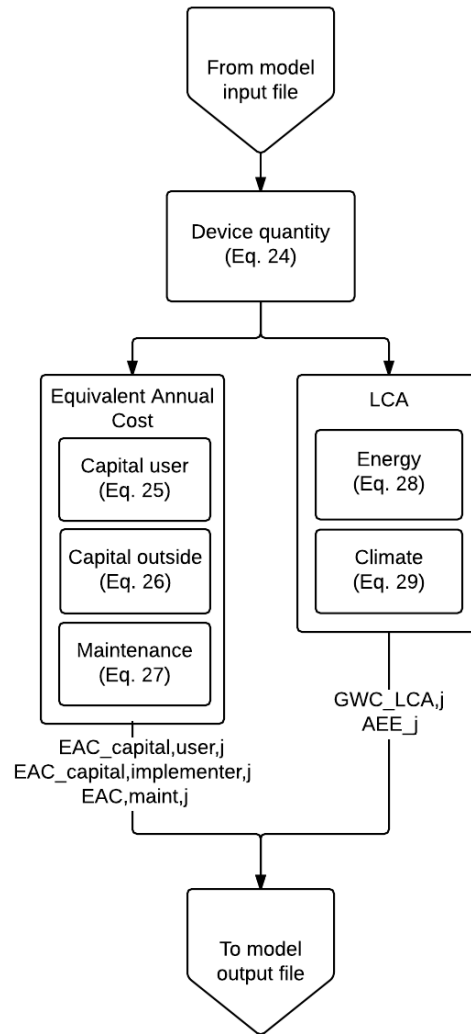 From model
input file
Device quantity
(Eq. 24)
Equivalent Annual
Cost
Capital user
(Eq. 25)
Capital outside
(Eq. 26)
Maintenance
(Eq. 27)
LCA
Energy
(Eq. 28)
Climate
(Eq. 29)
EAC_capital,user,j
EAC_capital,implementer,j
EAC,maint,j
GWC_LCA,j
AEE_j
To model
output file